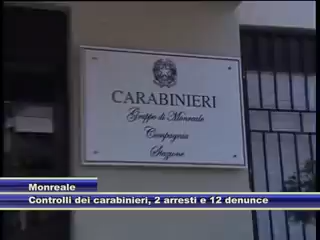 CARABINIERI
Gruppo di Monreale
Compagnia
Stazione
Monreale
Controlli dei carabinieri, 2 arresti e 12 denunce